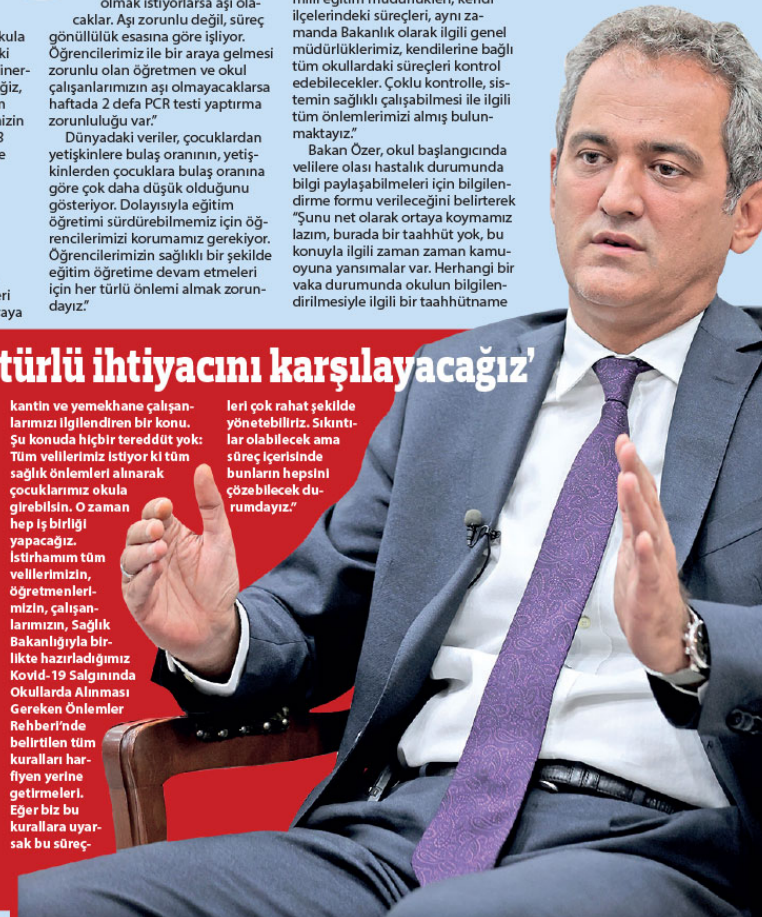 kula
ki
iner-
ğiz,
izin
e
eri
raya
olmak istiyorlarsa aşı ola-
caklar. Aşı zorunlu değil, süreç
gönüllülük esasına göre işliyor.
Öğrencilerimiz ile bir araya gelmesi
zorunlu olan öğretmen ve okul
çalışanlarımızın aşı olmayacaklarsa
haftada 2 defa PCR testi yaptırma
zorunluluğu var."
Dünyadaki veriler, çocuklardan
yetişkinlere bulaş oranının, yetiş-
kinlerden çocuklara bulaş oranına
göre çok daha düşük olduğunu
gösteriyor. Dolayısıyla eğitim
öğretimi sürdürebilmemiz için öğ-
rencilerimizi korumamız gerekiyor.
Öğrencilerimizin sağlıklı bir şekilde
eğitim öğretime devam etmeleri
için her türlü önlemi almak zorun-
dayız."
milli eğitim müdürlükleri, kendi
ilçelerindeki süreçleri, aynı za-
manda Bakanlık olarak ilgili genel
müdürlüklerimiz, kendilerine bağlı
tüm okullardaki süreçleri kontrol
edebilecekler. Çoklu kontrolle, sis-
temin sağlıklı çalışabilmesi ile ilgili
tüm önlemlerimizi almış bulun-
maktayız."
Bakan Özer, okul başlangıcında
velilere olası hastalık durumunda
bilgi paylaşabilmeleri için bilgilen-
dirme formu verileceğini belirterek
"Şunu net olarak ortaya koymamız
lazım, burada bir taahhüt yok, bu
konuyla ilgili zaman zaman kamu-
oyuna yansımalar var. Herhangi bir
vaka durumunda okulun bilgilen-
dirilmesiyle ilgili bir taahhütname
türlü ihtiyacını karşılayacağız'
kantin ve yemekhane çalışan-
larımızı ilgilendiren bir konu.
Şu konuda hiçbir tereddüt yok:
Tüm velilerimiz istiyor ki tüm
sağlık önlemleri alınarak
çocuklarımız okula
girebilsin. O zaman
hep iş birliği
yapacağız.
İstirhamım tüm
velilerimizin,
öğretmenleri-
mizin, çalışan-
larımızın, Sağlık
Bakanlığıyla bir-
likte hazırladığımız
Kovid-19 Salgınında
Okullarda Alınması
Gereken Önlemler
Rehberi'nde
belirtilen tüm
kuralları har-
fiyen yerine
getirmeleri.
Eğer biz bu
kurallara uyar-
sak bu süreç-
leri çok rahat şekilde
yönetebiliriz. Sıkıntı-
lar olabilecek ama
süreç içerisinde
bunların hepsini
çözebilecek du-
rumdayız."